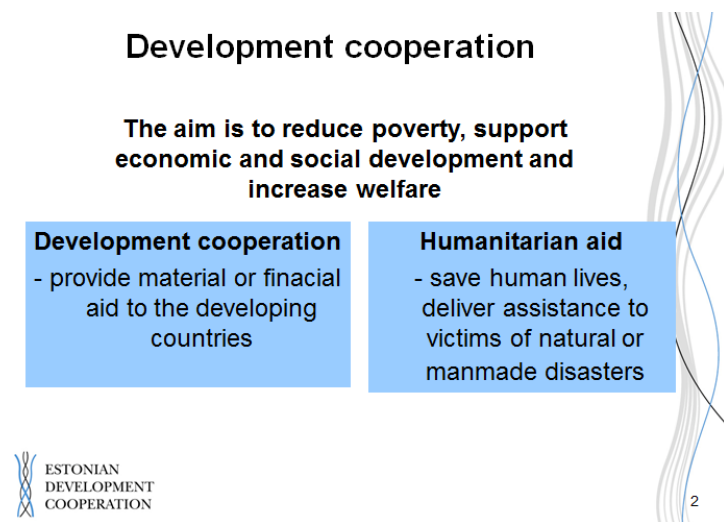 Development cooperation
The aim is to reduce poverty, support
economic and social development and
increase welfare
Development cooperation
- provide material or finacial
aid to the developing
countries
Humanitarian aid
- save human lives,
deliver assistance to
victims of natural or
manmade disasters
ESTONIAN
DEVELOPMENT
COOPERATION
2